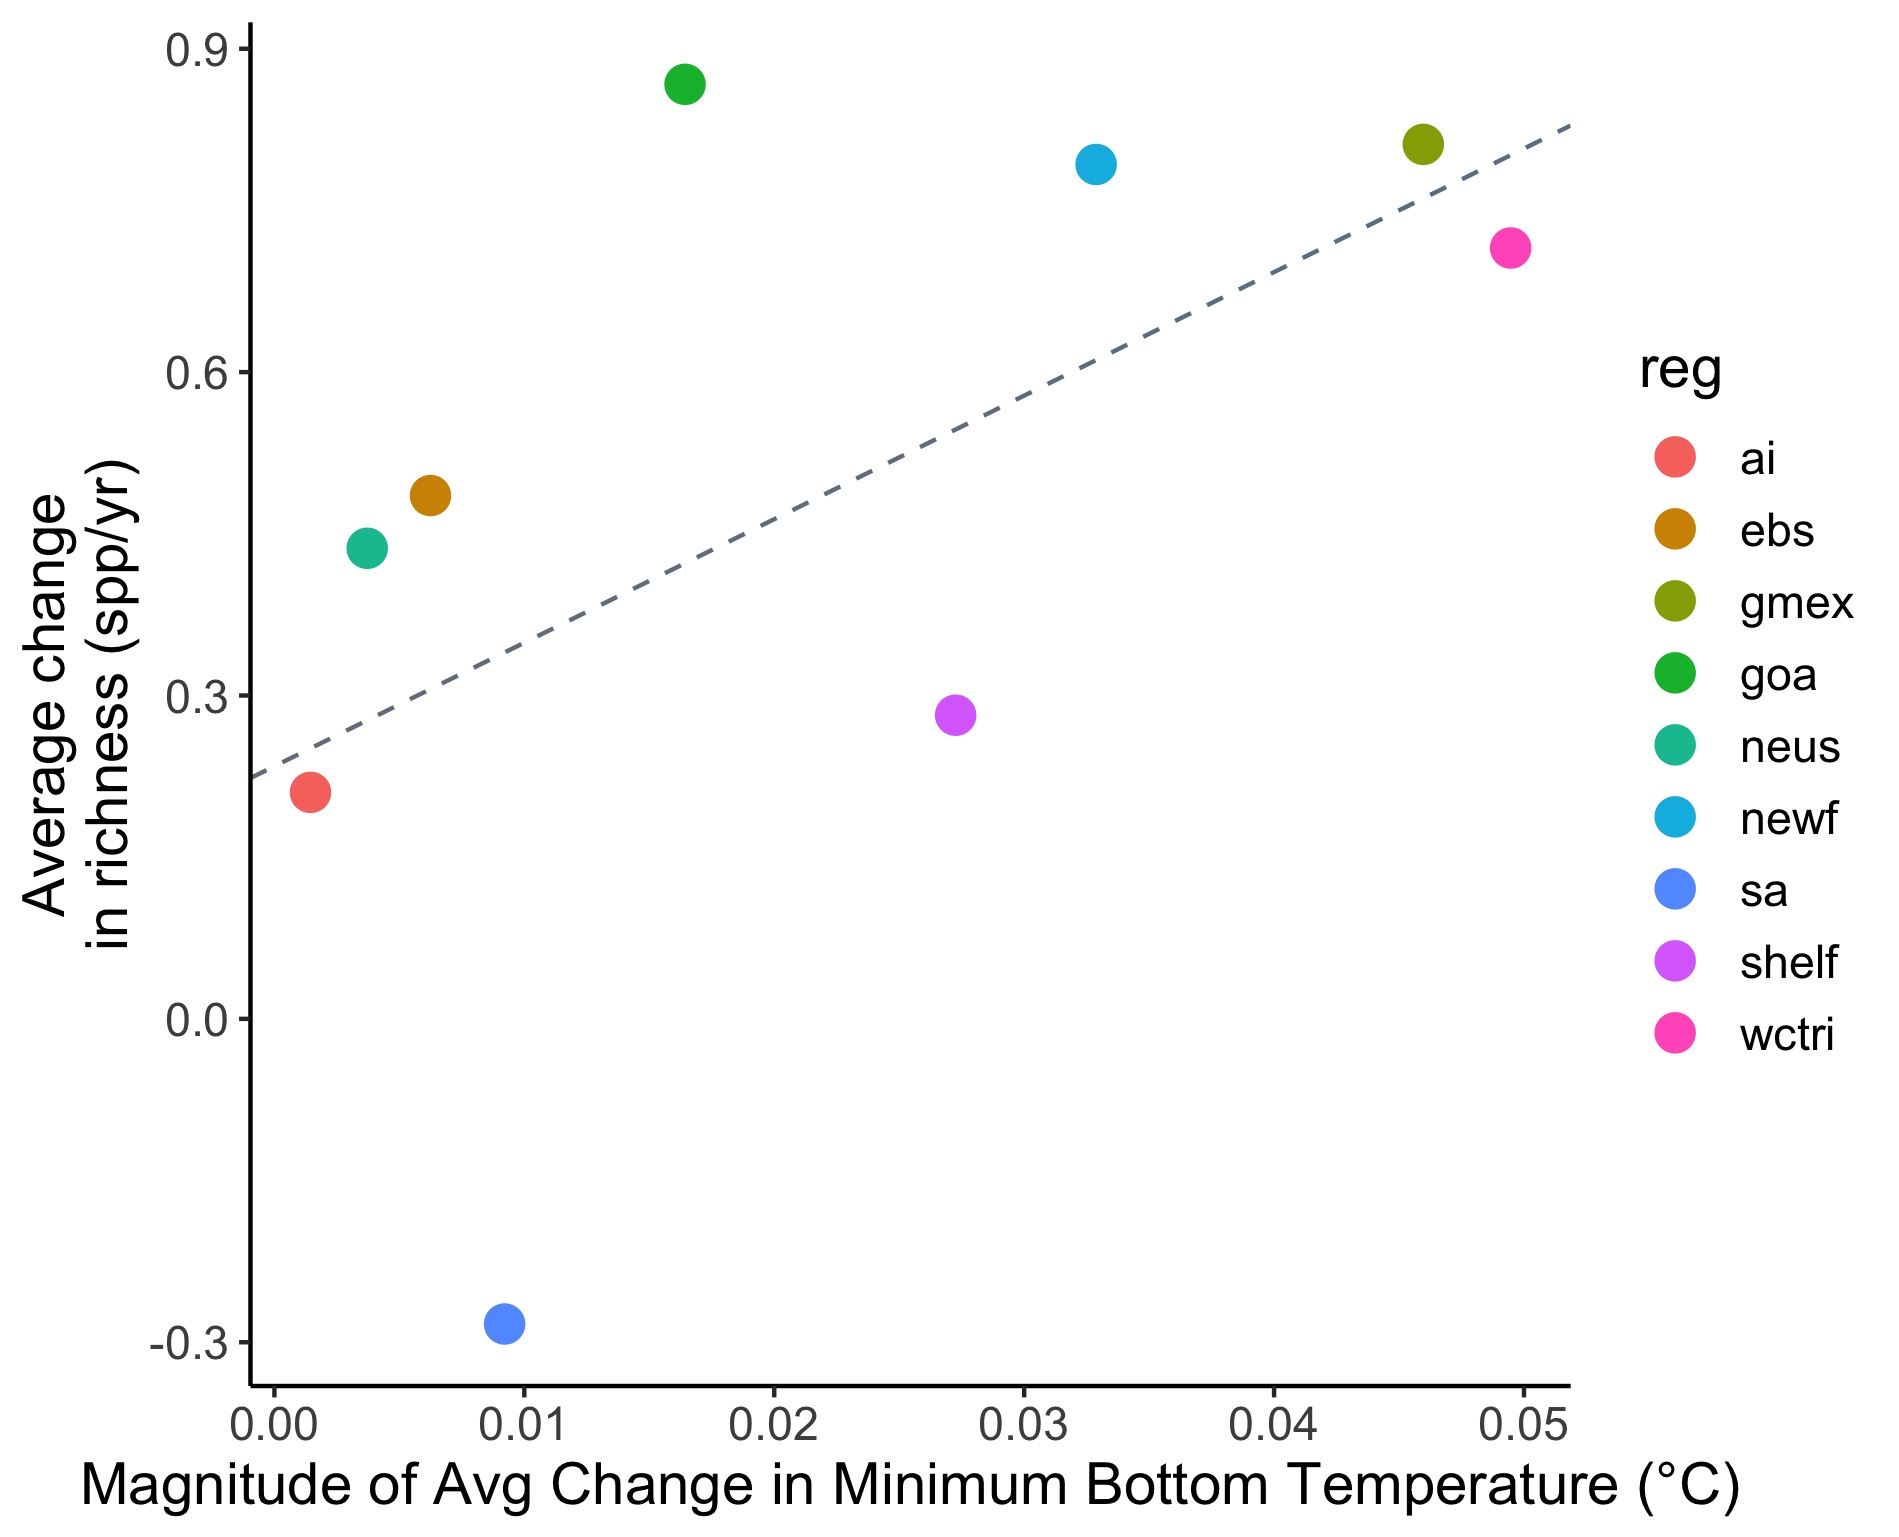 Average change
in richness (spp/yr)
0.9
0.6
0.3
0.0
-0.3
0.00
0.01
0.02
0.03
0.04
0.05
Magnitude of Avg Change in Minimum Bottom Temperature (°C)
reg
ai
ebs
gmex
goa
neus
newf
sa
shelf
wctri